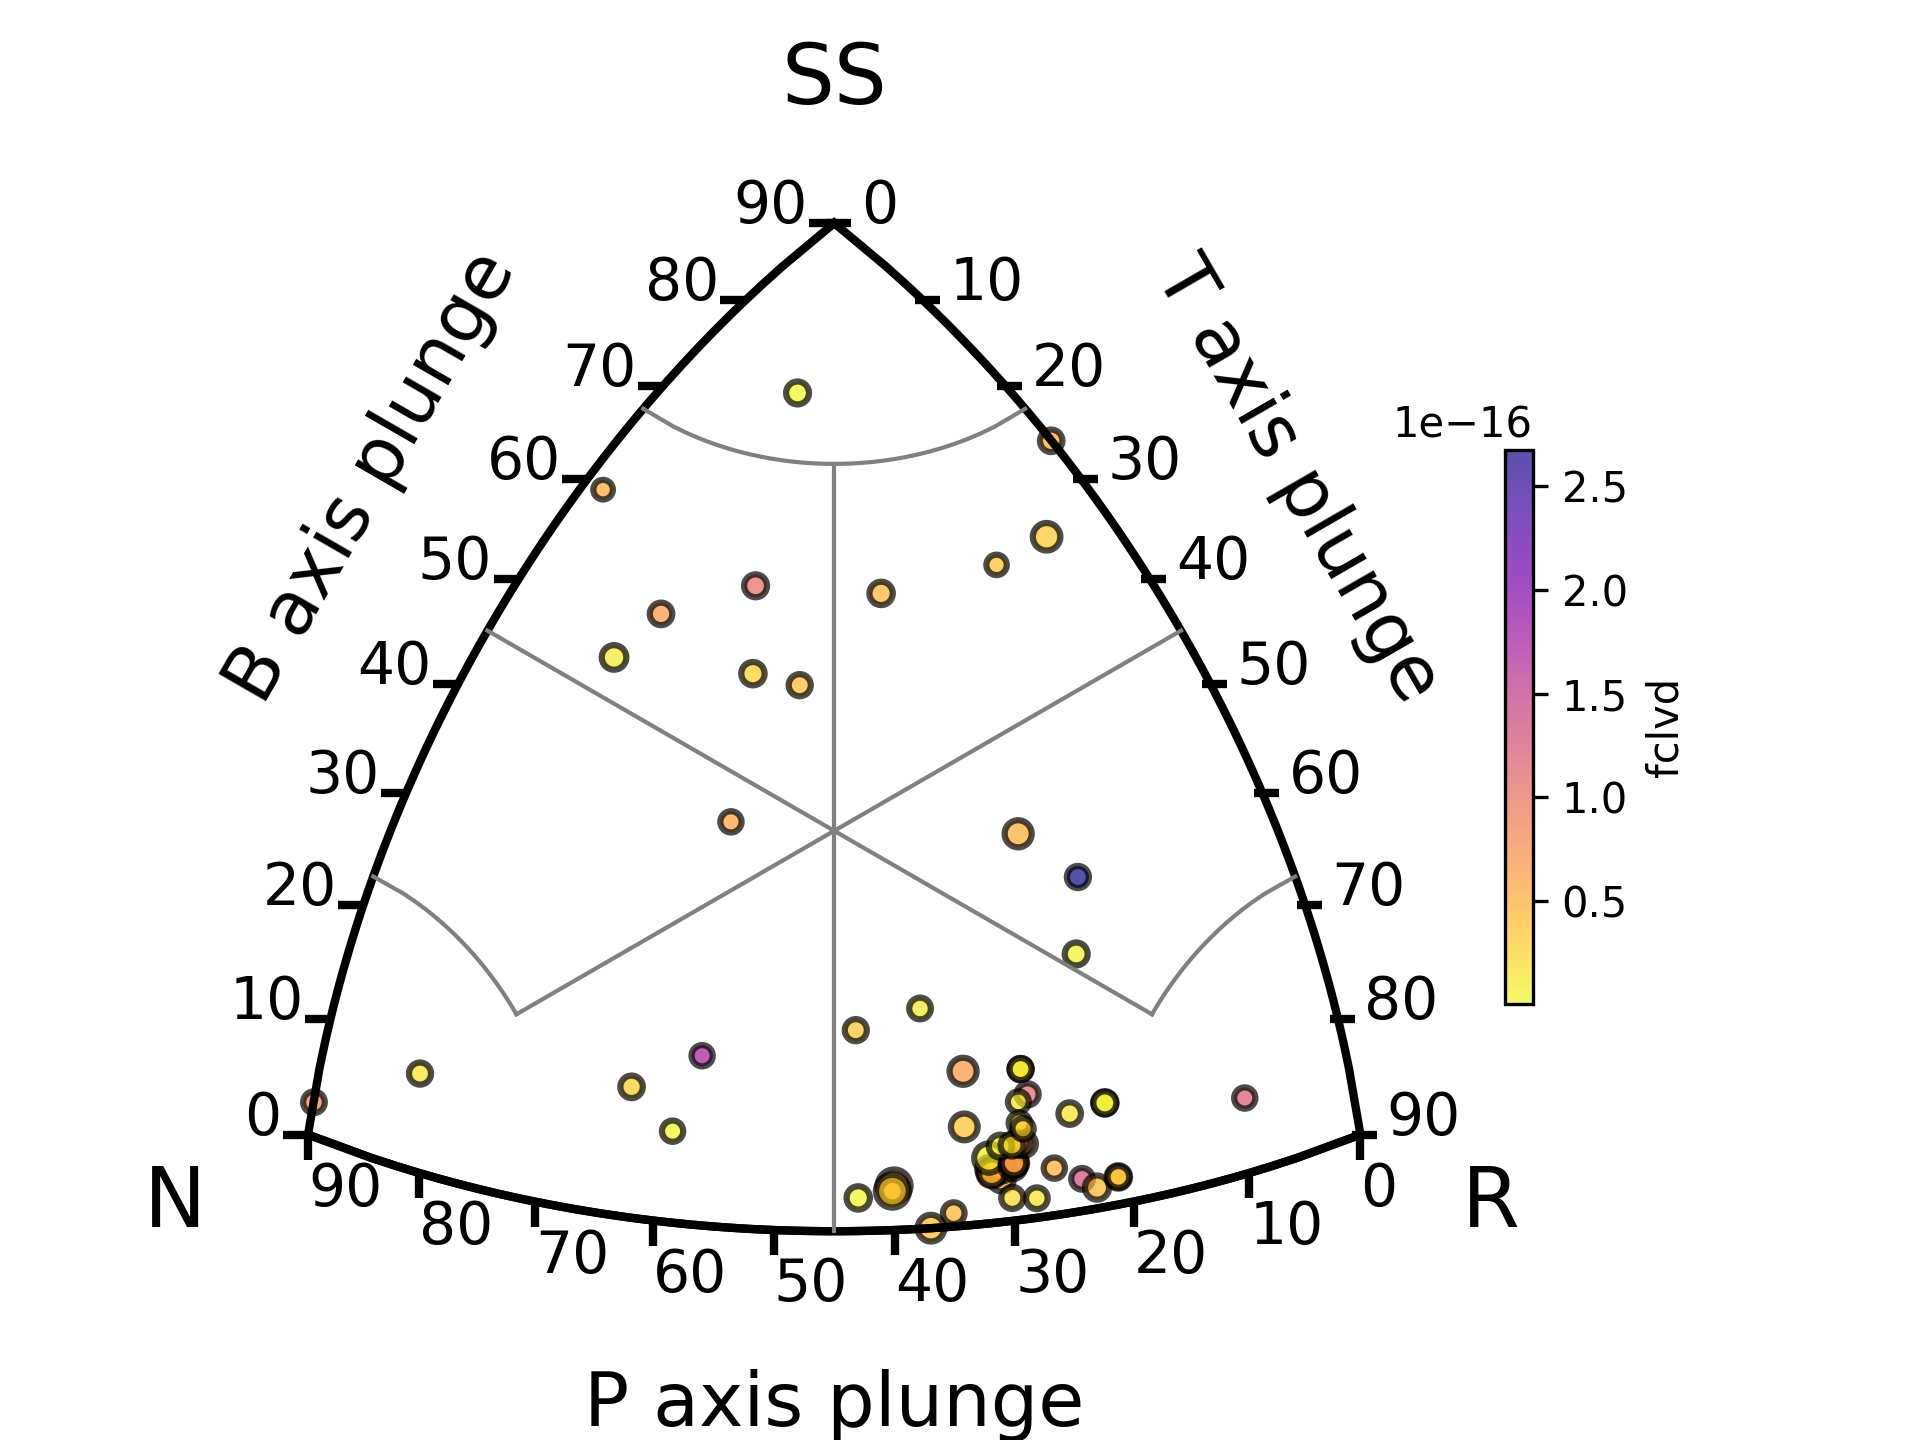 SS
90 0
80 10
70 20
60 30
50 40
40 50
30 60
20 70
10 80
0 90
B axis plunge
T axis plunge
N
R
90 80 70 60 50 40 30 20 10 0
P axis plunge
1e−16
2.5
2.0
1.5
1.0
0.5
fclvd